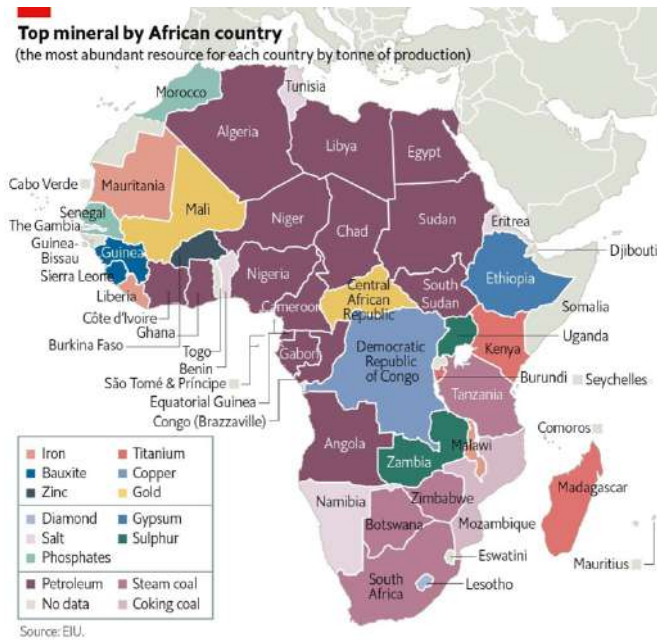 Top mineral by African country
(the most abundant resource for each country by tonne of production)
Morocco
Tunisia
Algeria
Libya
Egypt
Cabo Verde
Mauritania
Mali
Niger
Chad
Sudan
Eritrea
Senegal
The Gambia
Guinea-
Bissau
Guinea
Djibouti
Sierra Leone
Nigeria
Ethiopia
Liberia
Central
African
Republic
South
Sudan
Somalia
Côte d'Ivoire
Cameroon
Ghana
Uganda
Burkina Faso
Togo
Benin
Gabon
Democratic
Republic
of Congo
Kenya
São Tomé & Príncipe
Burundi
Seychelles
Equatorial Guinea
Tanzania
Congo (Brazzaville)
Comoros
Angola
Malawi
Zambia
Madagascar
Namibia
Zimbabwe
Botswana
Mozambique
Eswatini
Mauritius
South
Africa
Lesotho
Iron
Titanium
Bauxite
Copper
Zinc
Gold
Diamond
Gypsum
Salt
Sulphur
Phosphates
Petroleum
Steam coal
No data
Coking coal
Source: EIU.